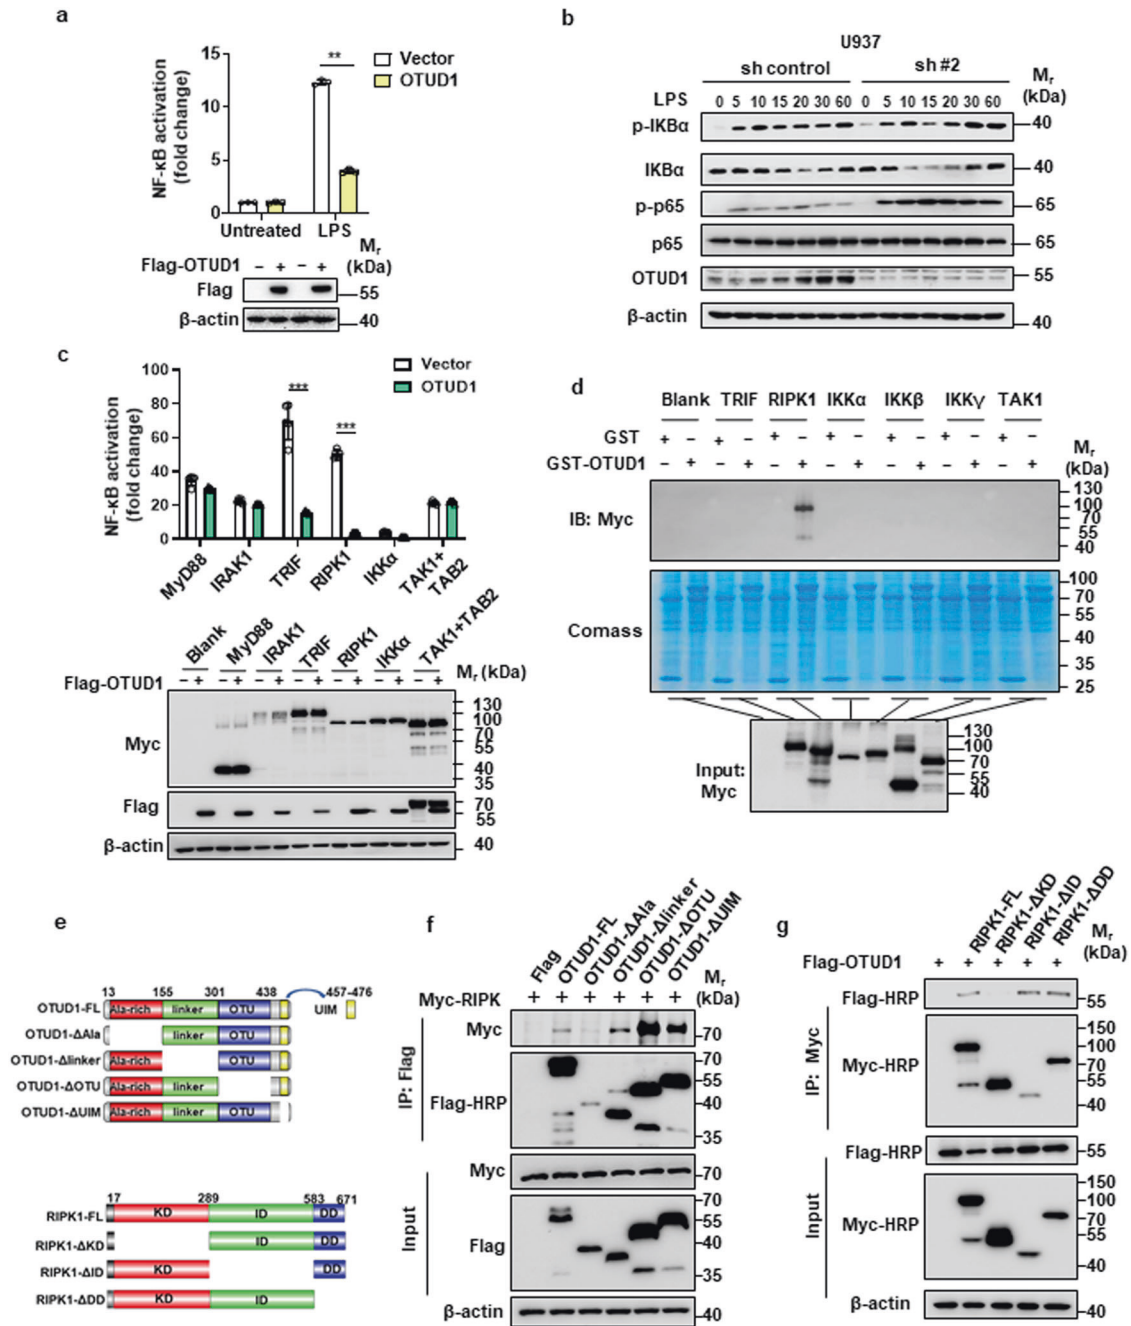 a
15
10
5
0
NF-κB activation
(fold change)
**
Vector
OTUD1
Untreated LPS
Mr
(kDa)
Flag-OTUD1 – + – +
Flag 55
β-actin 40
b
U937
sh control sh #2
Mr
(kDa)
LPS 0 5 10 15 20 30 60 0 5 10 15 20 30 60
p-IKBα 40
IKBα 40
p-p65 65
p65 65
OTUD1 55
β-actin 40
c
100
80
60
40
20
0
NF-κB activation
(fold change)
*** ***
Vector
OTUD1
MyD88 IRAK1 TRIF RIPK1 IKKα TAK1+
TAB2
Blank MyD88 IRAK1 TRIF RIPK1 IKKα TAK1+TAB2
Mr (kDa)
Flag-OTUD1 – + – + – + – + – + – + – +
Myc
130
100
70
55
40
35
Flag
70
55
β-actin 40
d
Blank TRIF RIPK1 IKKα IKKβ IKKγ TAK1
GST + + + + + + +
GST-OTUD1 + + + + + + +
Mr
(kDa)
IB: Myc
130
100
70
55
40
Comass
100
70
55
40
35
25
Input:
Myc
130
100
70
55
40
e
13 155 301 438 457-476
OTUD1-FL Ala-rich linker OTU UIM
OTUD1-ΔAla linker OTU
OTUD1-Δlinker Ala-rich OTU
OTUD1-ΔOTU Ala-rich linker
OTUD1-ΔUIM Ala-rich linker OTU
17 289 583 671
RIPK1-FL KD ID DD
RIPK1-ΔKD ID DD
RIPK1-ΔID KD DD
RIPK1-ΔDD KD ID
f
Flag OTUD1-FL OTUD1-ΔAla OTUD1-Δlinker OTUD1-ΔOTU OTUD1-ΔUIM
Mr
(kDa)
Myc-RIPK + + + + + +
IP: Flag
Myc 70
Flag-HRP
70
55
40
35
Input
Myc 70
Flag
70
55
40
35
β-actin 40
g
RIPK1-FL RIPK1-ΔKD RIPK1-ΔID RIPK1-ΔDD
Mr
(kDa)
Flag-OTUD1 + + + + +
IP: Myc
Flag-HRP 55
Myc-HRP
150
100
70
55
40
Input
Flag-HRP 55
Myc-HRP
150
100
70
55
40
β-actin 40